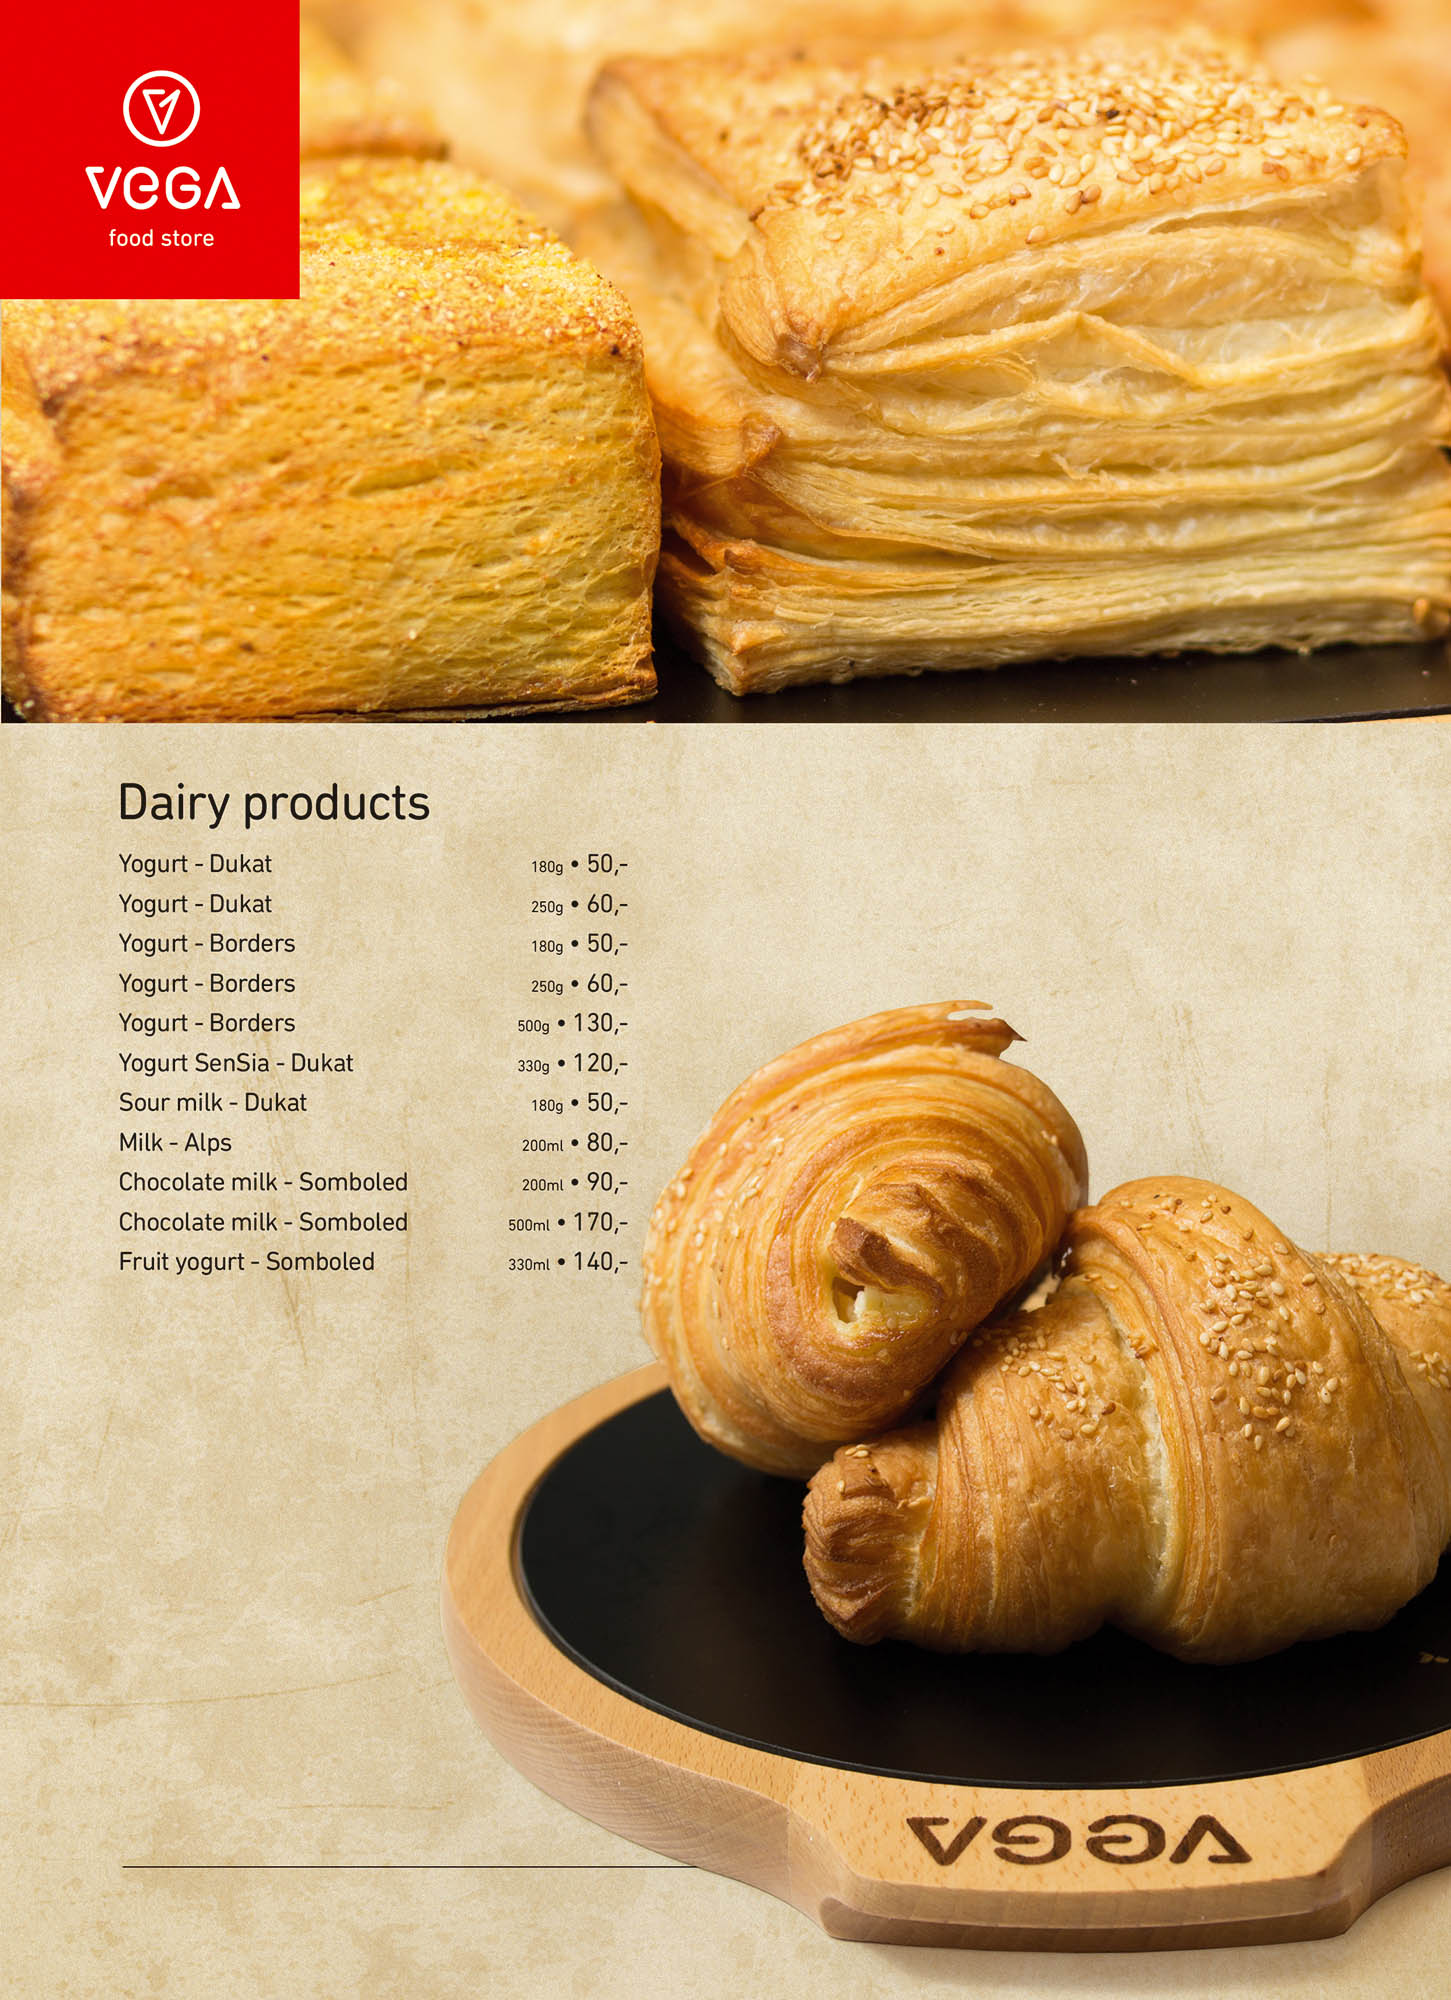 VEGA
food store
Dairy products
Yogurt - Dukat 180g • 50,-
Yogurt - Dukat 250g • 60,-
Yogurt - Borders 180g • 50,-
Yogurt - Borders 250g • 60,-
Yogurt - Borders 500g • 130,-
Yogurt SenSia - Dukat 330g • 120,-
Sour milk - Dukat 180g • 50,-
Milk - Alps 200ml • 80,-
Chocolate milk - Somboled 200ml • 90,-
Chocolate milk - Somboled 500ml • 170,-
Fruit yogurt - Somboled 330ml • 140,-
VEGA